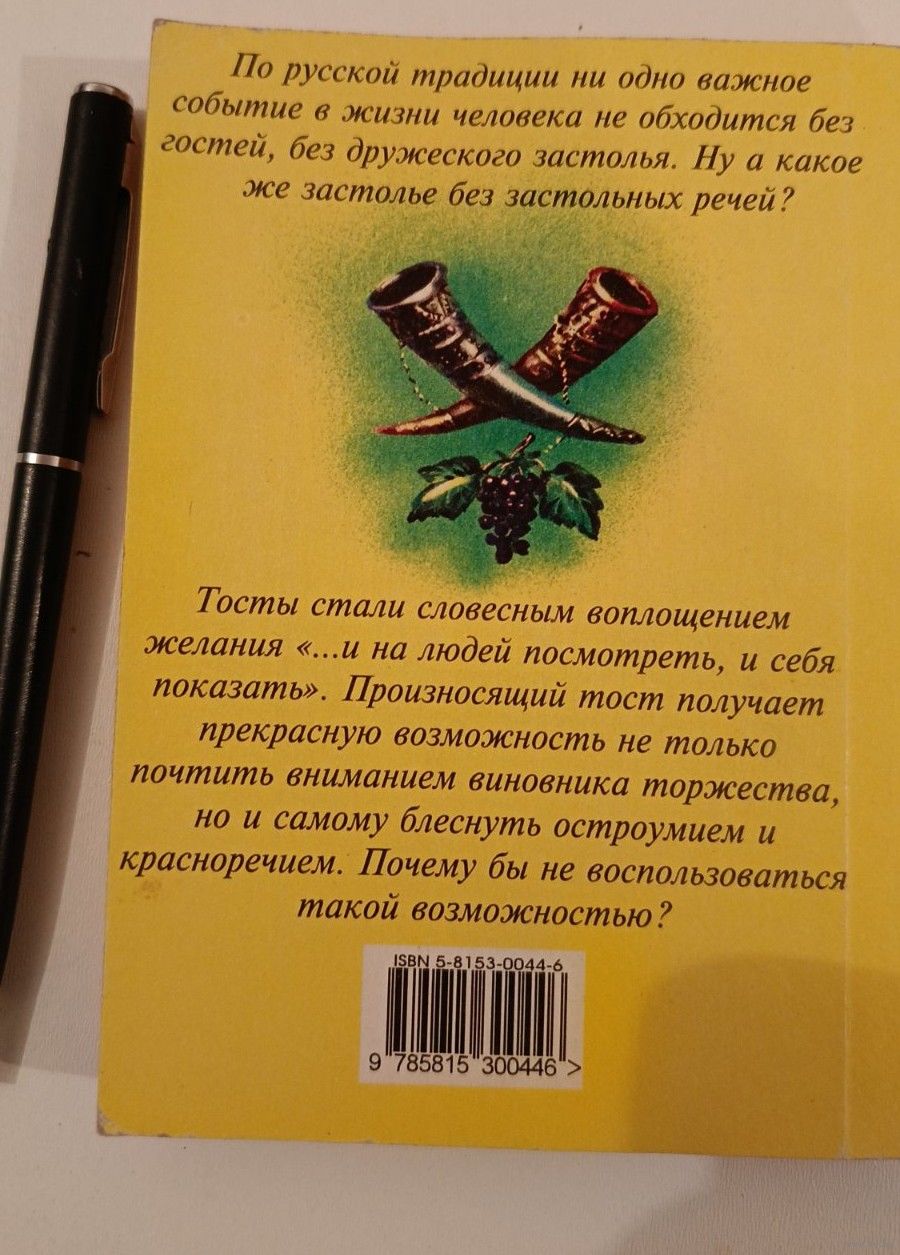 По русской традиции ни одно важное
событие в жизни человека не обходится без
гостей, без дружеского застолья. Ну а какое
же застолье без застольных речей?
Тосты стали словесным воплощением
желания «...и на людей посмотреть, и себя
показать». Произносящий тост получает
прекрасную возможность не только
почтить вниманием виновника торжества,
но и самому блеснуть остроумием и
красноречием. Почему бы не воспользоваться
такой возможностью?
ISBN 5-8153-0044-6
9 785815 300446 >